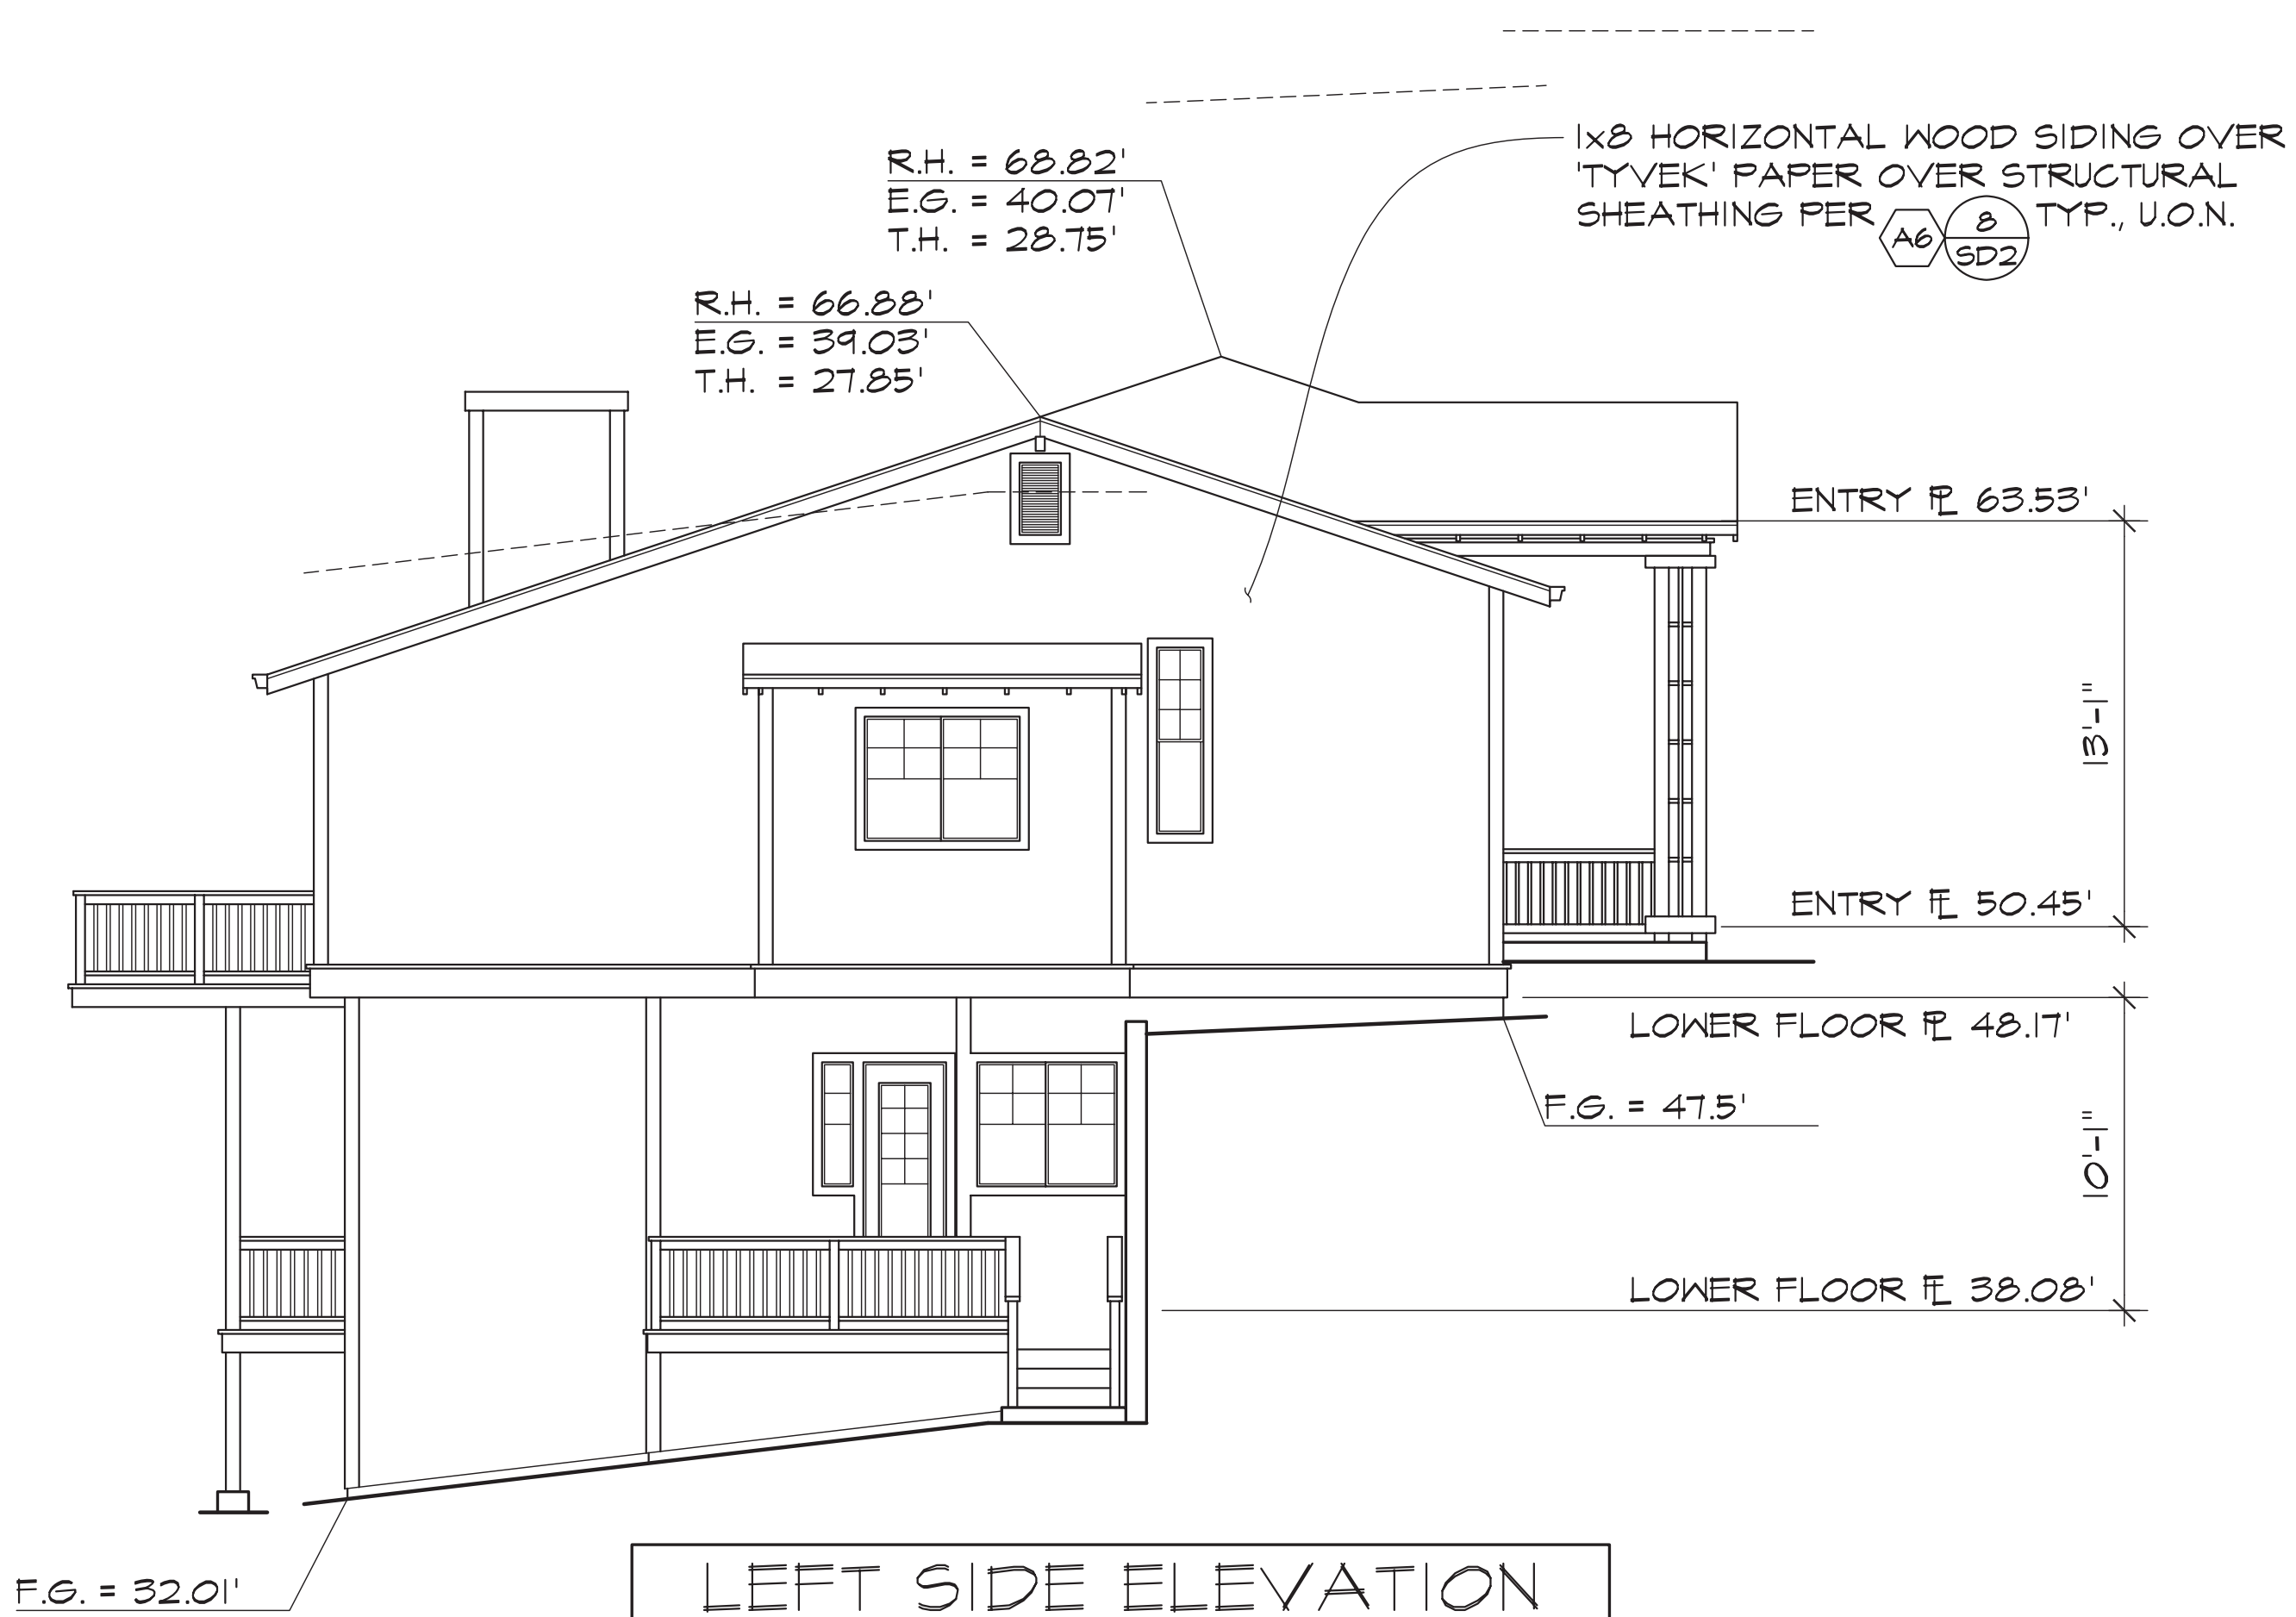 1x8 HORIZONTAL WOOD SIDING OVER
'TYVEK' PAPER OVER STRUCTURAL
SHEATHING PER A6 8 SD2 TYP., U.O.N.
R.H. = 68.82'
E.G. = 40.07'
T.H. = 28.75'
R.H. = 66.88'
E.G. = 39.03'
T.H. = 27.85'
ENTRY PL 63.53'
13'-1"
ENTRY FL 50.45'
LOWER FLOOR PL 48.17'
F.G. = 47.5'
10'-1"
LOWER FLOOR FL 38.08'
F.G. = 32.01'
LEFT SIDE ELEVATION